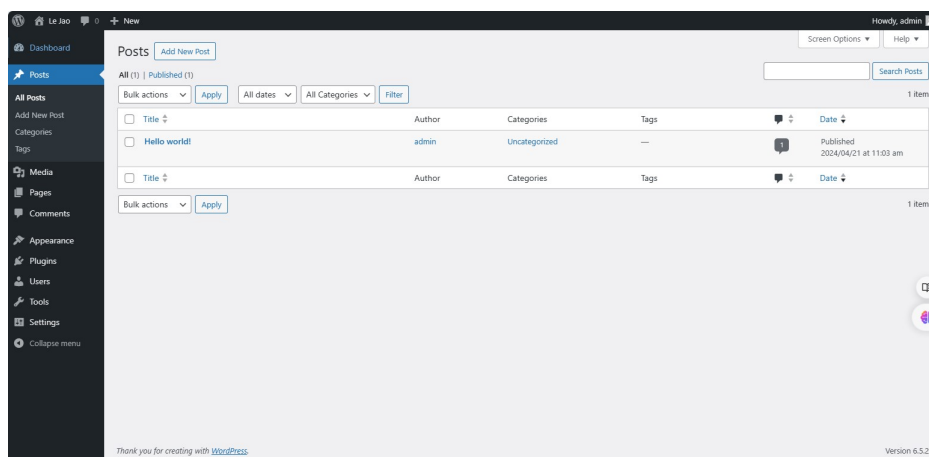 Le Jao 0 + New Howdy, admin
Screen Options ▼ Help ▼
Dashboard
Posts
All Posts
Add New Post
Categories
Tags
Media
Pages
Comments
Appearance
Plugins
Users
Tools
Settings
Collapse menu
Posts Add New Post
All (1) | Published (1)
Search Posts
Bulk actions Apply All dates All Categories Filter 1 item
Title Author Categories Tags Date
Hello world! admin Uncategorized — 1 Published
2024/04/21 at 11:03 am
Title Author Categories Tags Date
Bulk actions Apply 1 item
Thank you for creating with WordPress. Version 6.5.2